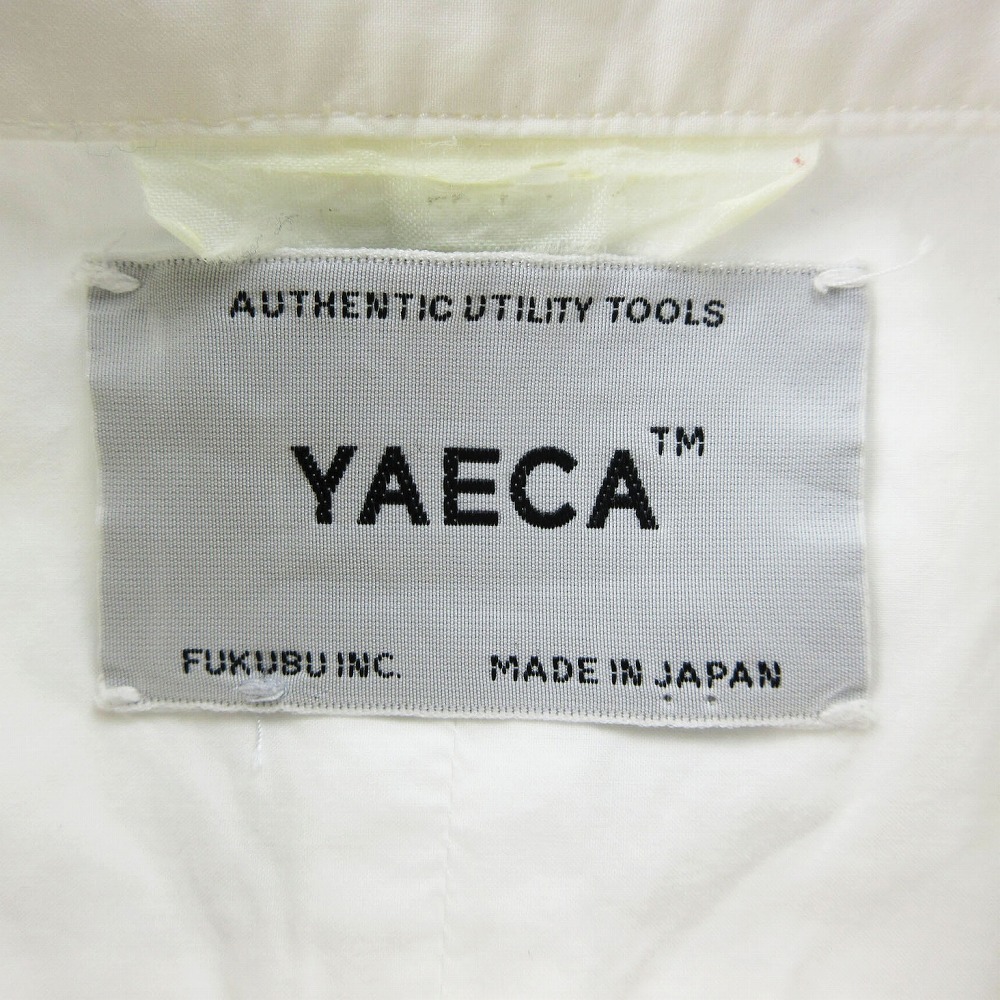 AUTHENTIC UTILITY TOOLS
YAECA™
FUKUBU INC. MADE IN JAPAN